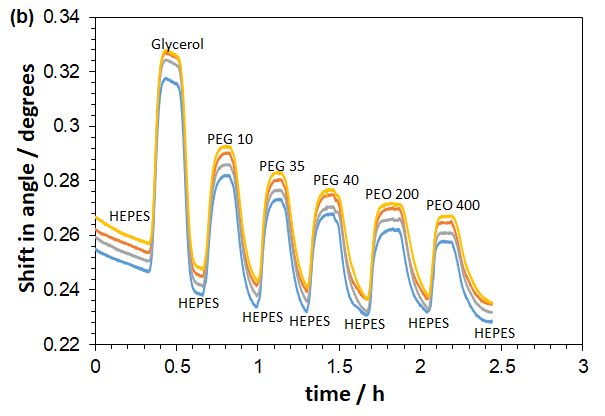 (b)
0.34
0.32
0.3
0.28
0.26
0.24
0.22
Shift in angle / degrees
Glycerol
PEG 10
PEG 35
PEG 40
PEO 200
PEO 400
HEPES
HEPES
HEPES
HEPES
HEPES
HEPES
HEPES
0 0.5 1 1.5 2 2.5 3
time / h